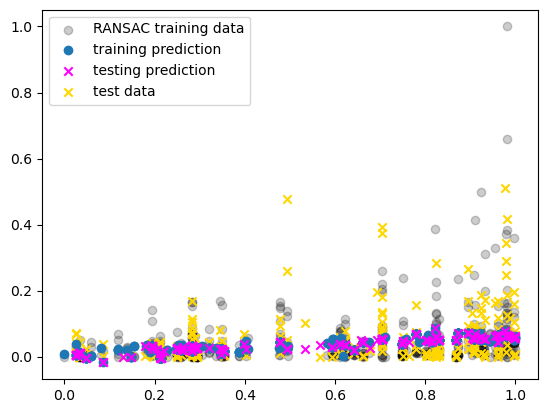 RANSAC training data
training prediction
testing prediction
test data
1.0
0.8
0.6
0.4
0.2
0.0
0.0 0.2 0.4 0.6 0.8 1.0